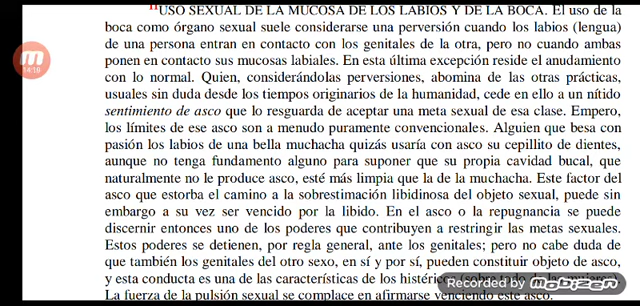 "USO SEXUAL DE LA MUCOSA DE LOS LABIOS Y DE LA BOCA. El uso de la
boca como órgano sexual suele considerarse una perversión cuando los labios (lengua)
de una persona entran en contacto con los genitales de la otra, pero no cuando ambas
ponen en contacto sus mucosas labiales. En esta última excepción reside el anudamiento
con lo normal. Quien, considerándolas perversiones, abomina de las otras prácticas,
usuales sin duda desde los tiempos originarios de la humanidad, cede en ello a un nítido
sentimiento de asco que lo resguarda de aceptar una meta sexual de esa clase. Empero,
los límites de ese asco son a menudo puramente convencionales. Alguien que besa con
pasión los labios de una bella muchacha quizás usaría con asco su cepillito de dientes,
aunque no tenga fundamento alguno para suponer que su propia cavidad bucal, que
naturalmente no le produce asco, esté más limpia que la de la muchacha. Este factor del
asco que estorba el camino a la sobrestimación libidinosa del objeto sexual, puede sin
embargo a su vez ser vencido por la libido. En el asco o la repugnancia se puede
discernir entonces uno de los poderes que contribuyen a restringir las metas sexuales.
Estos poderes se detienen, por regla general, ante los genitales; pero no cabe duda de
que también los genitales del otro sexo, en sí y por sí, pueden constituir objeto de asco,
y esta conducta es una de las características de los histéricos (sobre todo de las mujeres).
La fuerza de la pulsión sexual se complace en afirmarse venciendo este asco.
14:16
Recorded by MOBIZEN